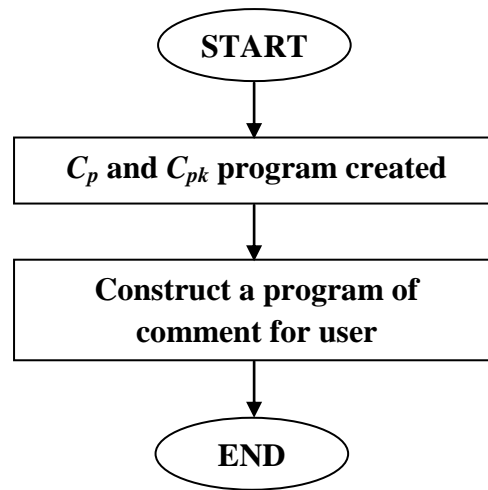 START
Cp and Cpk program created
Construct a program of
comment for user
END